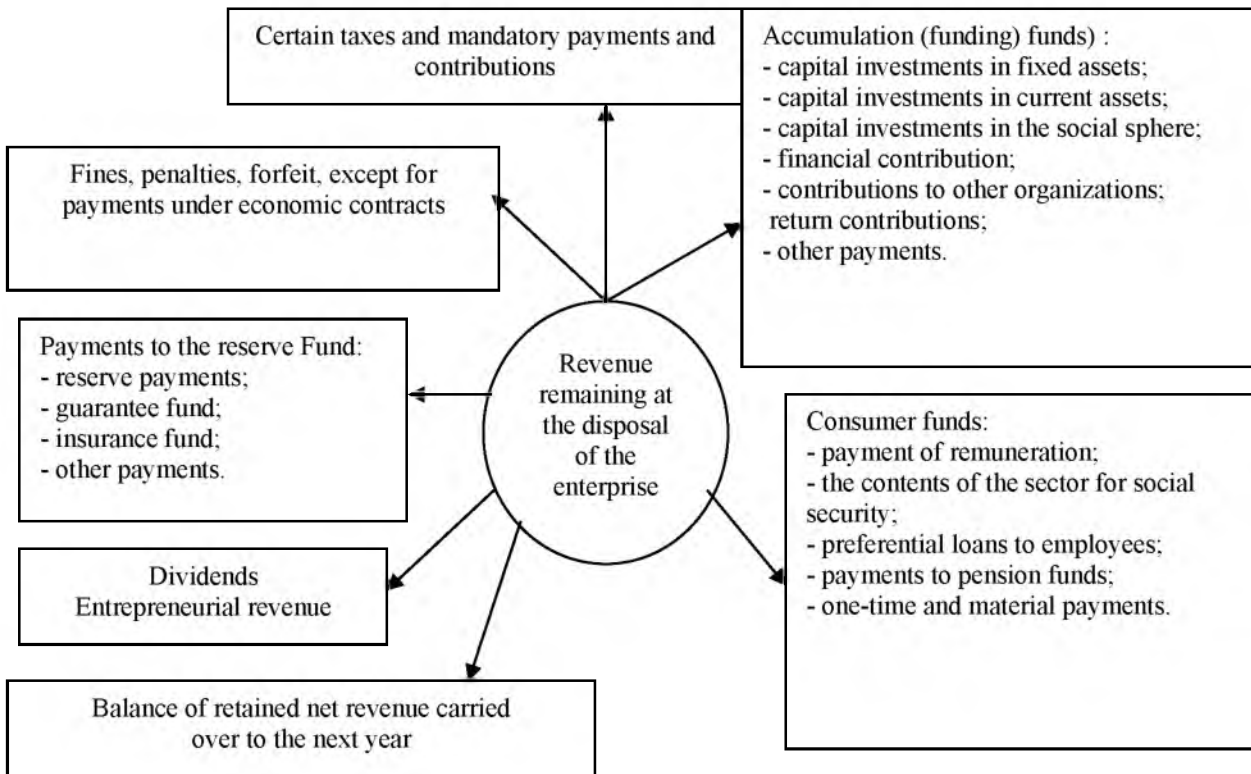 Certain taxes and mandatory payments and
contributions
Accumulation (funding) funds) :
- capital investments in fixed assets;
- capital investments in current assets;
- capital investments in the social sphere;
- financial contribution;
- contributions to other organizations;
return contributions;
- other payments.
Fines, penalties, forfeit, except for
payments under economic contracts
Payments to the reserve Fund:
- reserve payments;
- guarantee fund;
- insurance fund;
- other payments.
Revenue
remaining at
the disposal
of the
enterprise
Consumer funds:
- payment of remuneration;
- the contents of the sector for social
security;
- preferential loans to employees;
- payments to pension funds;
- one-time and material payments.
Dividends
Entrepreneurial revenue
Balance of retained net revenue carried
over to the next year